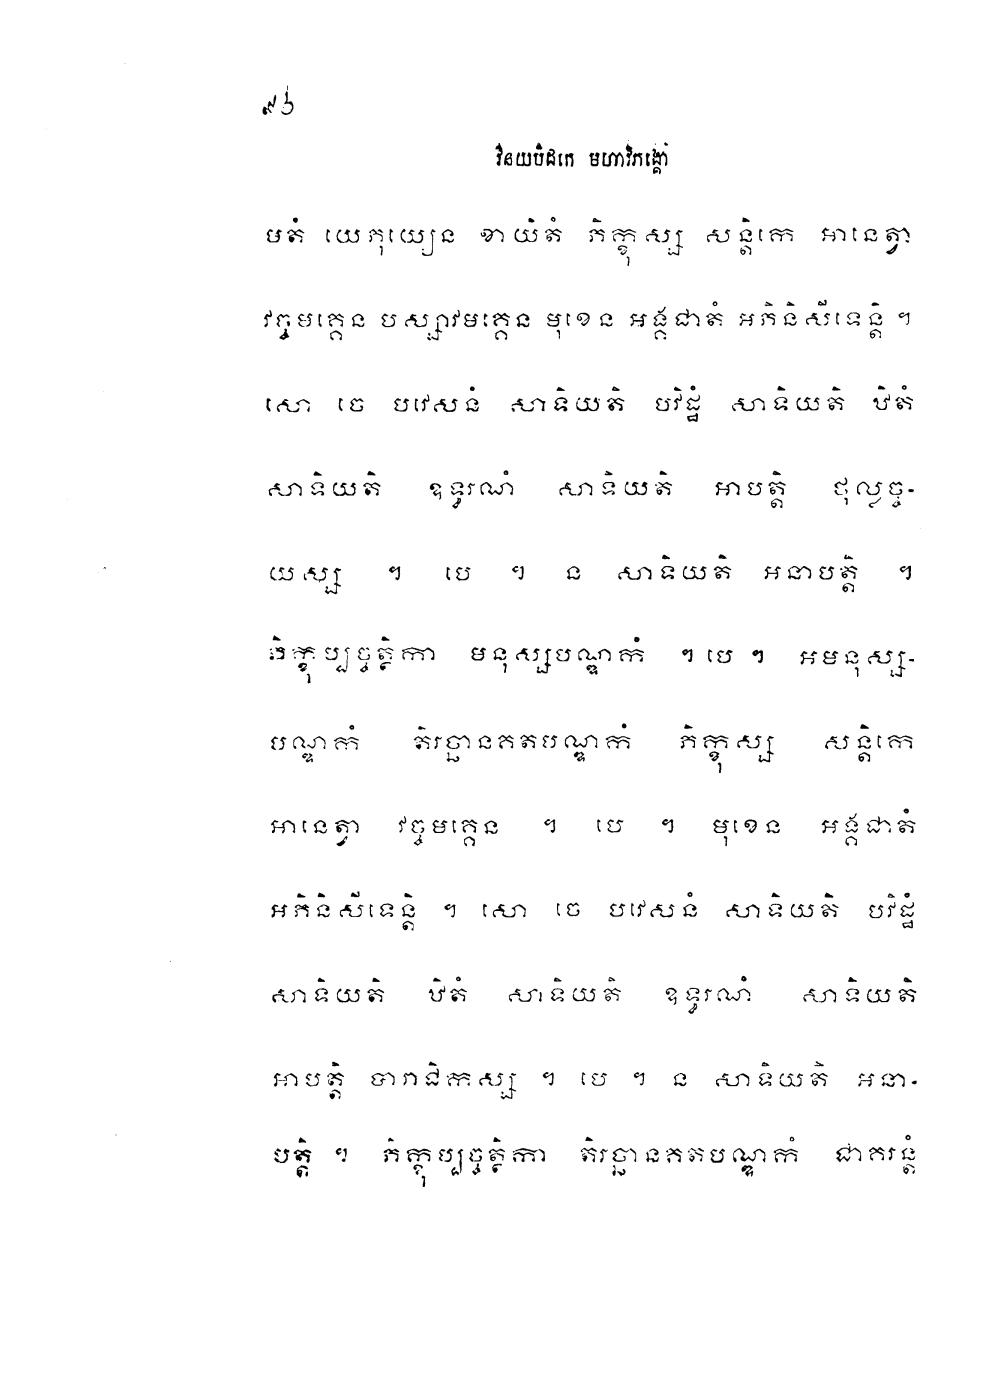 ៩៦
វិនយបិដកេ មហាវិភង្គោ
មតំ យេភុយ្យេន ខាយិតំ ភិក្ខុស្ស សន្តិកេ អានេត្វា
វច្ចមគ្គេន បស្សាវមគ្គេន មុខេន អង្គជាតំ អភិនិសីទេន្តិ ។
សោ ចេ បវេសនំ សាទិយតិ បវិដ្ឋំ សាទិយតិ ឋិតំ
សាទិយតិ ឧទ្ធរណំ សាទិយតិ អាបត្តិ ថុល្លច្ច-
យស្ស ។ បេ ។ ន សាទិយតិ អនាបត្តិ ។
ភិក្ខុប្បច្ចត្ថិកា មនុស្សបណ្ឌកំ ។ បេ ។ អមនុស្ស-
បណ្ឌកំ តិរច្ឆានគតបណ្ឌកំ ភិក្ខុស្ស សន្តិកេ
អានេត្វា វច្ចមគ្គេន ។ បេ ។ មុខេន អង្គជាតំ
អភិនិសីទេន្តិ ។ សោ ចេ បវេសនំ សាទិយតិ បវិដ្ឋំ
សាទិយតិ ឋិតំ សាទិយតិ ឧទ្ធរណំ សាទិយតិ
អាបត្តិ បារាជិកស្ស ។ បេ ។ ន សាទិយតិ អនា-
បត្តិ ។ ភិក្ខុប្បច្ចត្ថិកា តិរច្ឆានគតបណ្ឌកំ ជាគរន្តំ